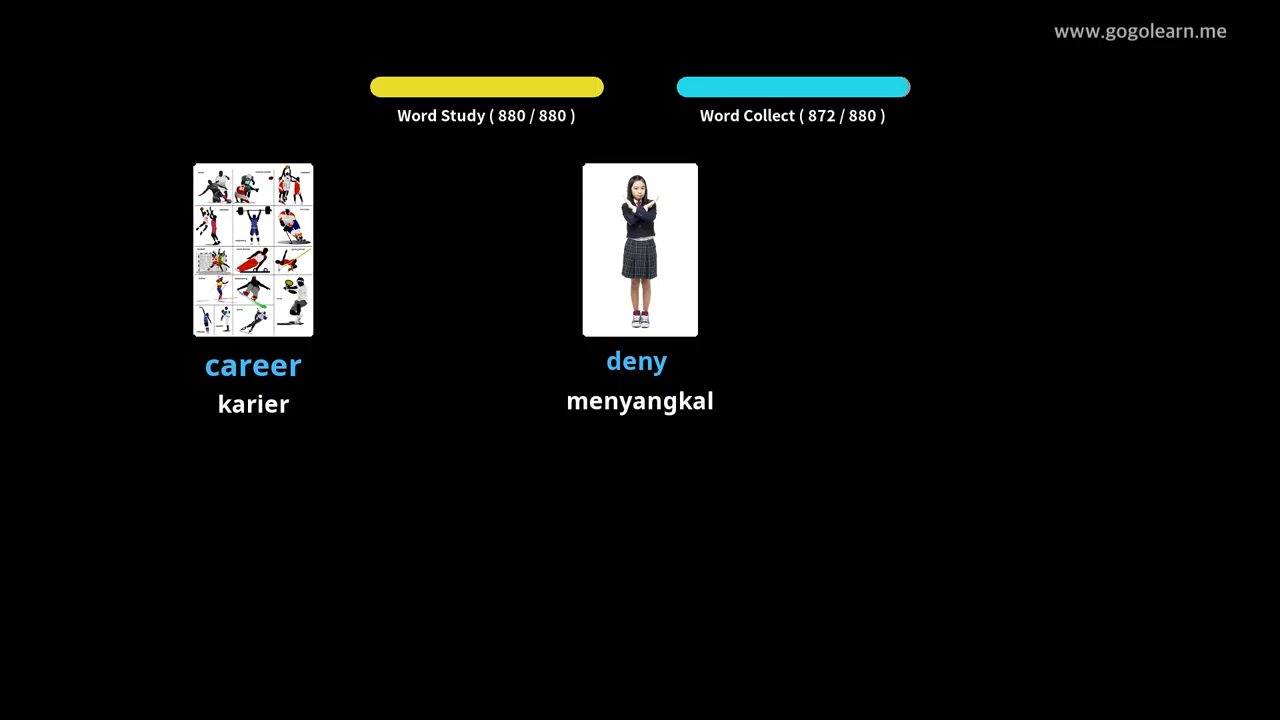 www.gogolearn.me
Word Study ( 880 / 880 )
Word Collect ( 872 / 880 )
career
karier
deny
menyangkal